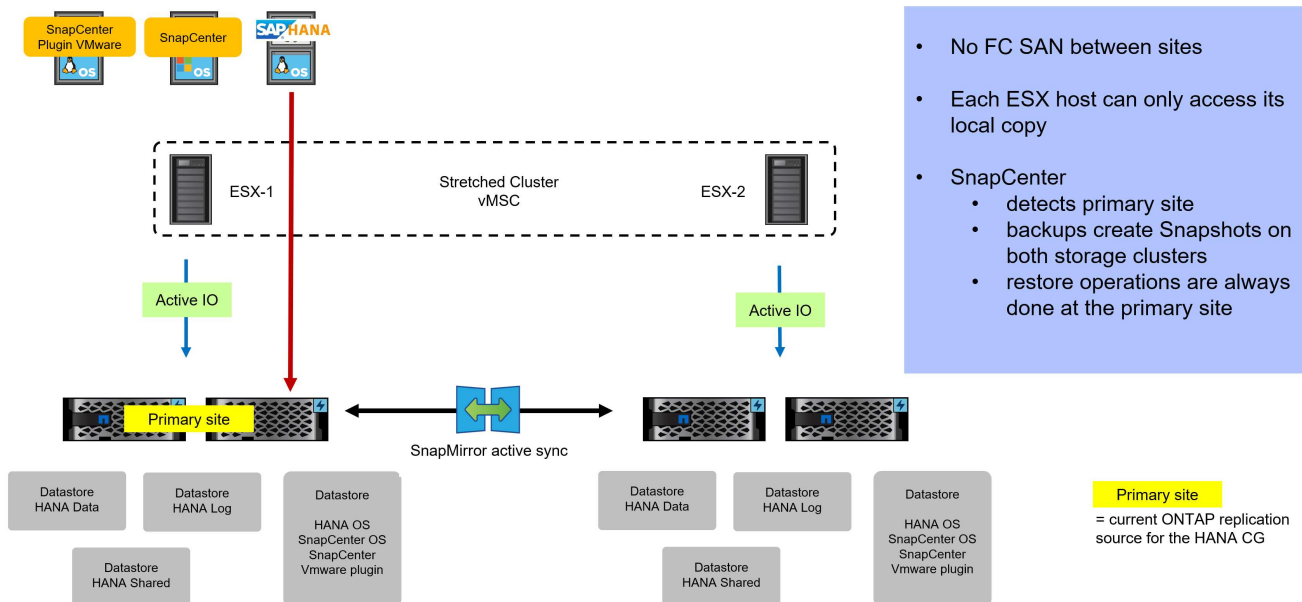 SnapCenter
Plugin VMware
OS
SnapCenter
OS
SAP HANA
OS
ESX-1
Stretched Cluster
vMSC
ESX-2
Active IO
Active IO
Primary site
SnapMirror active sync
Datastore
HANA Data
Datastore
HANA Log
Datastore
HANA OS
SnapCenter OS
SnapCenter
Vmware plugin
Datastore
HANA Shared
Datastore
HANA Data
Datastore
HANA Log
Datastore
HANA OS
SnapCenter OS
SnapCenter
Vmware plugin
Datastore
HANA Shared
• No FC SAN between sites
• Each ESX host can only access its
local copy
• SnapCenter
• detects primary site
• backups create Snapshots on
both storage clusters
• restore operations are always
done at the primary site
Primary site
= current ONTAP replication
source for the HANA CG